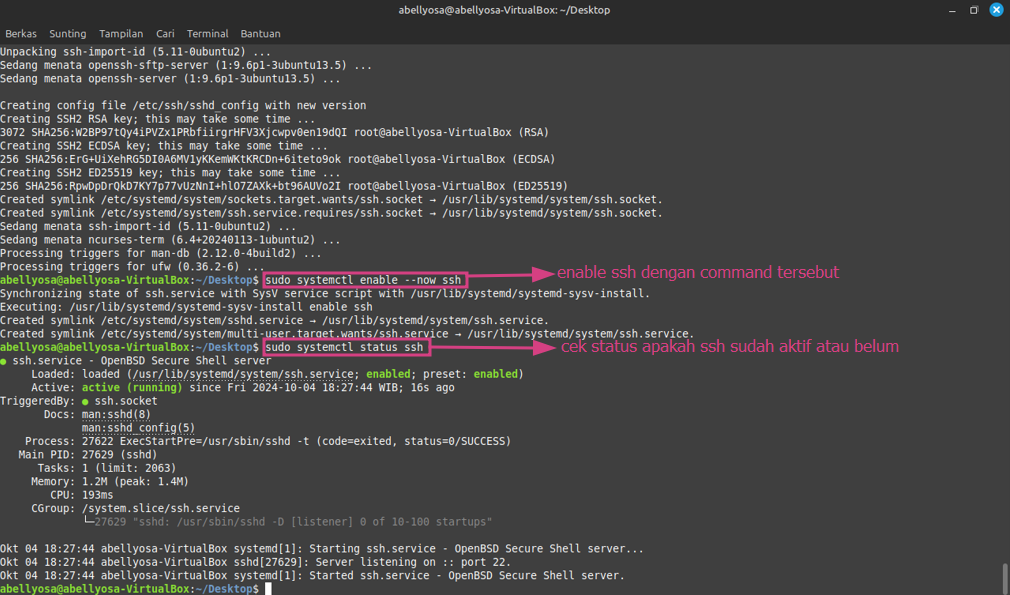 abellyosa@abellyosa-VirtualBox: ~/Desktop
Berkas Sunting Tampilan Cari Terminal Bantuan
Unpacking ssh-import-id (5.11-0ubuntu2) ...
Sedang menata openssh-sftp-server (1:9.6p1-3ubuntu13.5) ...
Sedang menata openssh-server (1:9.6p1-3ubuntu13.5) ...
Creating config file /etc/ssh/sshd_config with new version
Creating SSH2 RSA key; this may take some time ...
3072 SHA256:W2BP97tQy4iPVZx1PRbfiirgrHFV3Xjcwpv0en19dQI root@abellyosa-VirtualBox (RSA)
Creating SSH2 ECDSA key; this may take some time ...
256 SHA256:ErG+UiXehRG5DI0A6MV1yKKemWKtKRCDn+6iteto9ok root@abellyosa-VirtualBox (ECDSA)
Creating SSH2 ED25519 key; this may take some time ...
256 SHA256:RpwDpDrQkD7KY7p77vUzNnI+hlO7ZAXk+bt96AUVo2I root@abellyosa-VirtualBox (ED25519)
Created symlink /etc/systemd/system/sockets.target.wants/ssh.socket → /usr/lib/systemd/system/ssh.socket.
Created symlink /etc/systemd/system/ssh.service.requires/ssh.socket → /usr/lib/systemd/system/ssh.socket.
Sedang menata ssh-import-id (5.11-0ubuntu2) ...
Sedang menata ncurses-term (6.4+20240113-1ubuntu2) ...
Processing triggers for man-db (2.12.0-4build2) ...
Processing triggers for ufw (0.36.2-6) ...
abellyosa@abellyosa-VirtualBox:~/Desktop$ sudo systemctl enable --now ssh
enable ssh dengan command tersebut
Synchronizing state of ssh.service with SysV service script with /usr/lib/systemd/systemd-sysv-install.
Executing: /usr/lib/systemd/systemd-sysv-install enable ssh
Created symlink /etc/systemd/system/sshd.service → /usr/lib/systemd/system/ssh.service.
Created symlink /etc/systemd/system/multi-user.target.wants/ssh.service → /usr/lib/systemd/system/ssh.service.
abellyosa@abellyosa-VirtualBox:~/Desktop$ sudo systemctl status ssh
cek status apakah ssh sudah aktif atau belum
● ssh.service - OpenBSD Secure Shell server
Loaded: loaded (/usr/lib/systemd/system/ssh.service; enabled; preset: enabled)
Active: active (running) since Fri 2024-10-04 18:27:44 WIB; 16s ago
TriggeredBy: ● ssh.socket
Docs: man:sshd(8)
man:sshd_config(5)
Process: 27622 ExecStartPre=/usr/sbin/sshd -t (code=exited, status=0/SUCCESS)
Main PID: 27629 (sshd)
Tasks: 1 (limit: 2063)
Memory: 1.2M (peak: 1.4M)
CPU: 193ms
CGroup: /system.slice/ssh.service
└─27629 "sshd: /usr/sbin/sshd -D [listener] 0 of 10-100 startups"
Okt 04 18:27:44 abellyosa-VirtualBox systemd[1]: Starting ssh.service - OpenBSD Secure Shell server...
Okt 04 18:27:44 abellyosa-VirtualBox sshd[27629]: Server listening on :: port 22.
Okt 04 18:27:44 abellyosa-VirtualBox systemd[1]: Started ssh.service - OpenBSD Secure Shell server.
abellyosa@abellyosa-VirtualBox:~/Desktop$